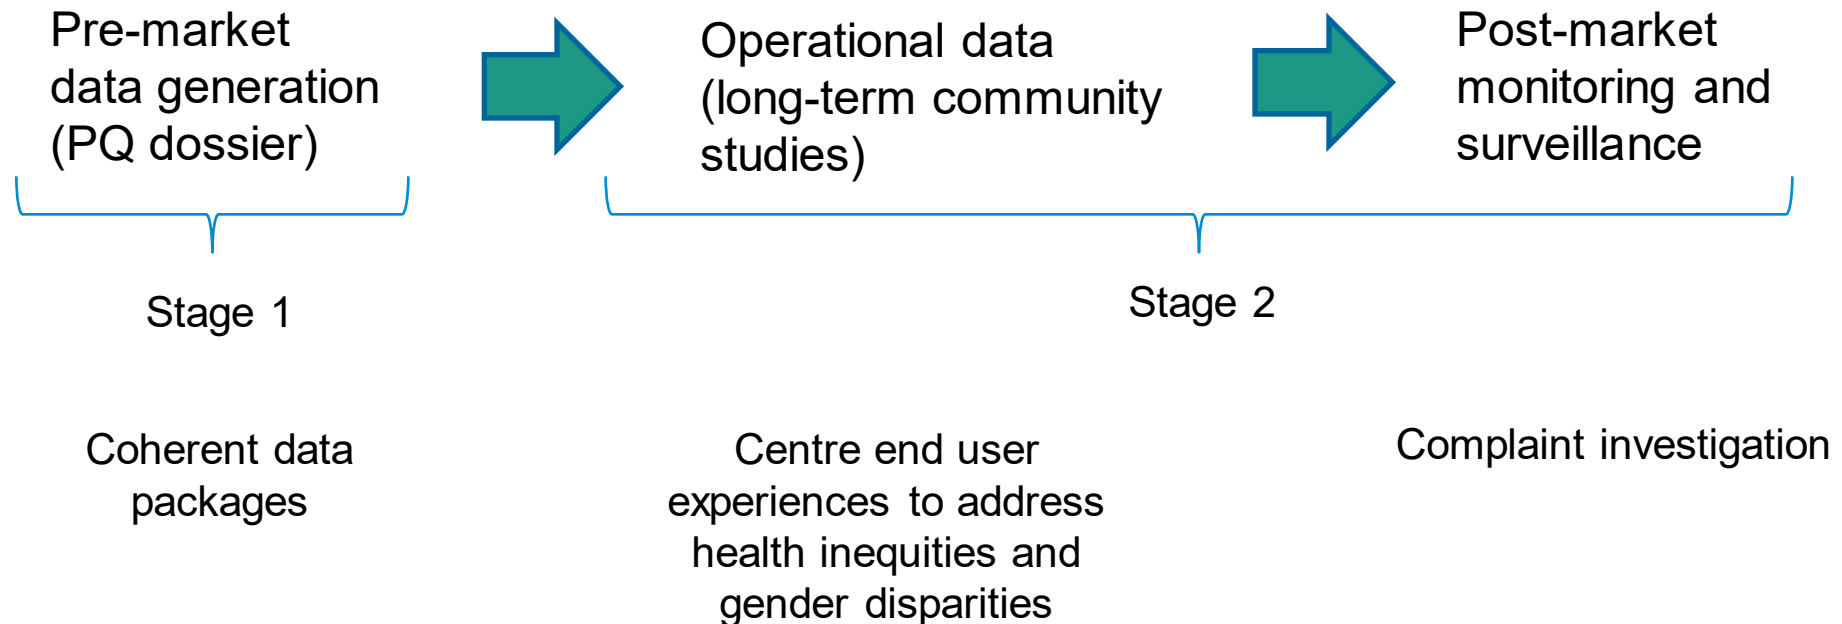 Pre-market
data generation
(PQ dossier)
Operational data
(long-term community
studies)
Post-market
monitoring and
surveillance
Stage 1
Stage 2
Coherent data
packages
Centre end user
experiences to address
health inequities and
gender disparities
Complaint investigation